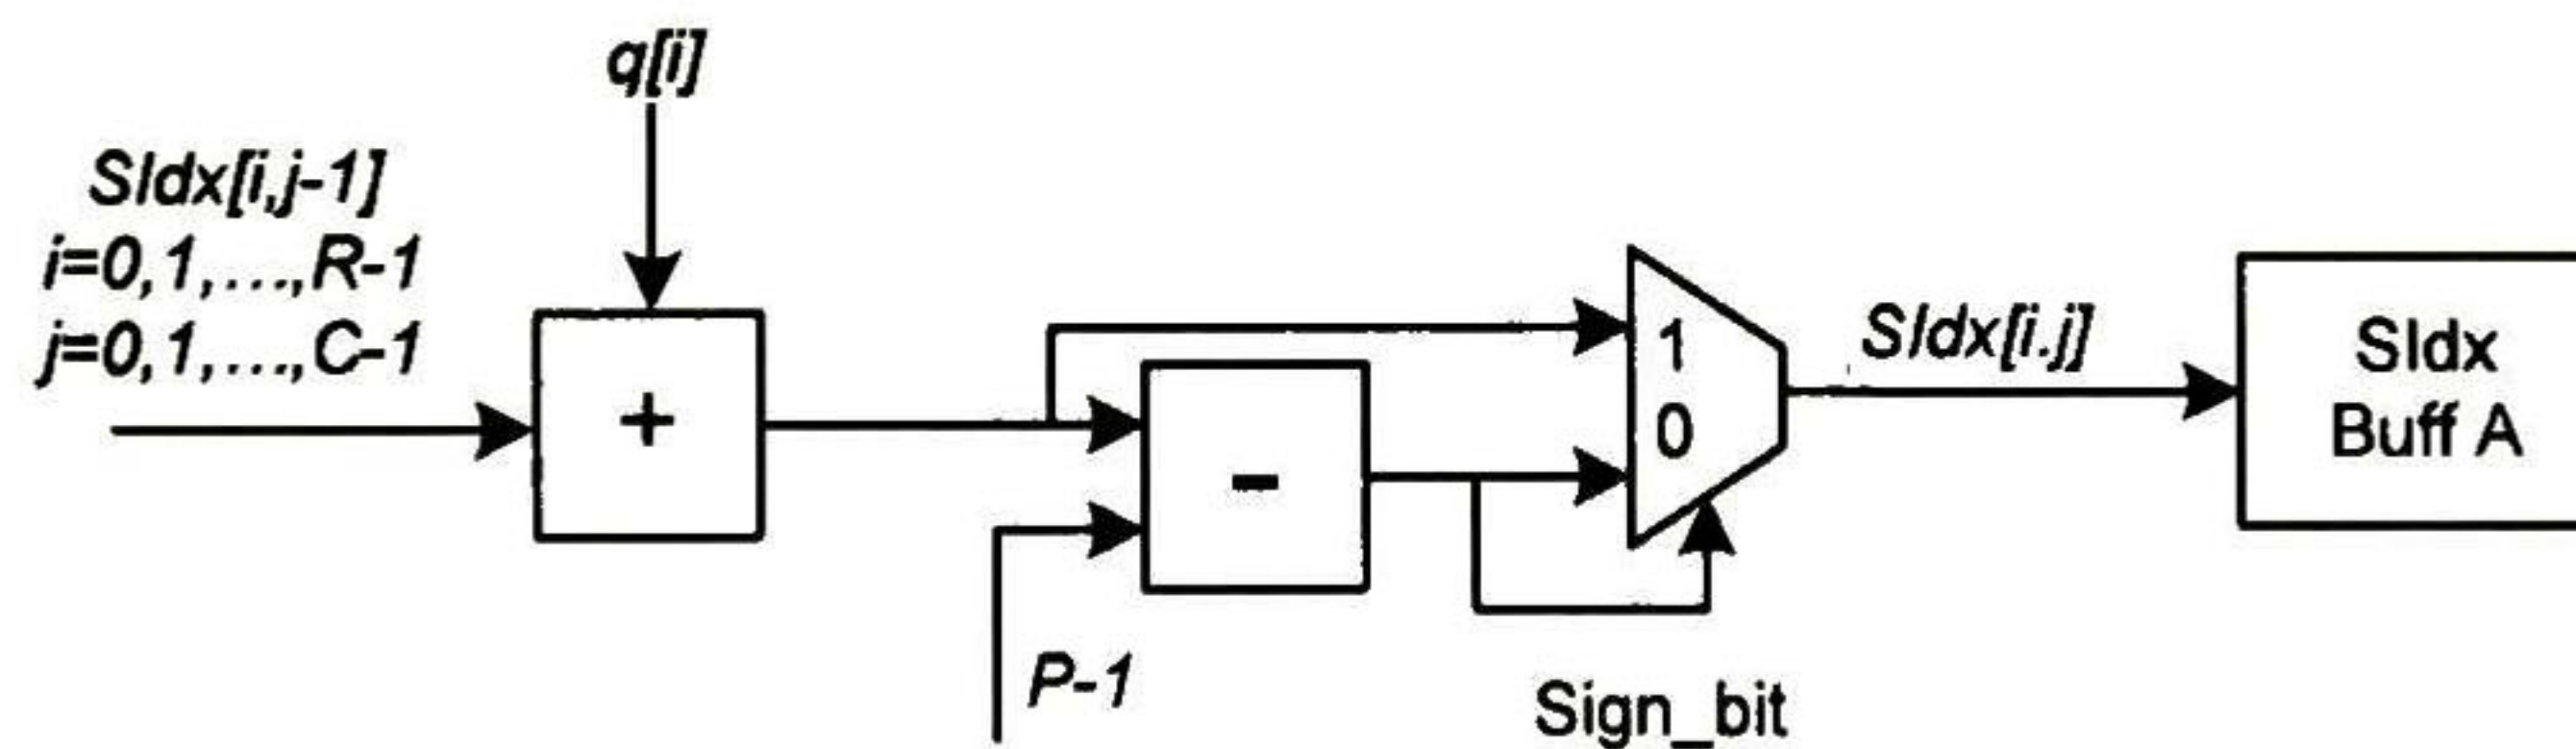 q[i]
SIdx[i,j-1]
i=0,1,...,R-1
j=0,1,...,C-1
+
-
P-1
1
0
Sign_bit
SIdx[i.j]
SIdx
Buff A